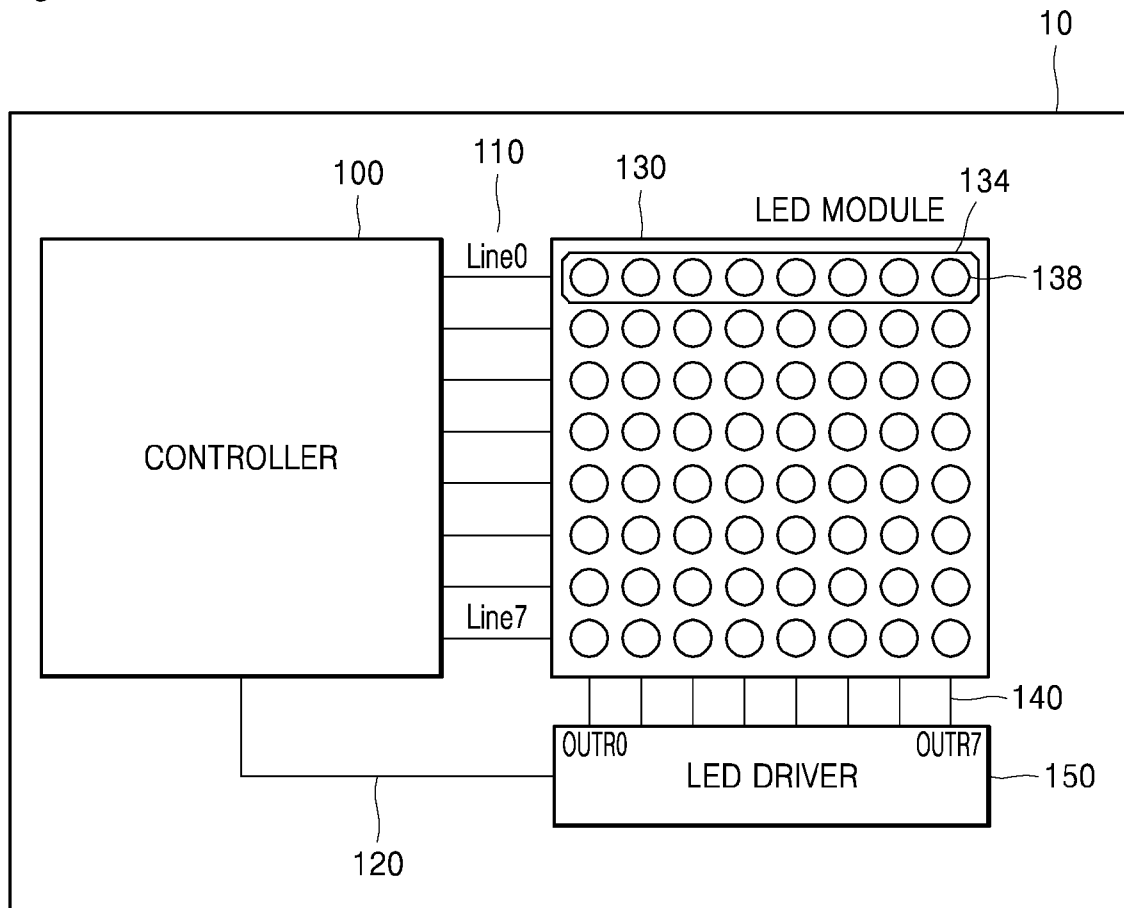 10
100
110
130
134
LED MODULE
Line0
138
CONTROLLER
Line7
140
OUTR0
OUTR7
LED DRIVER
150
120